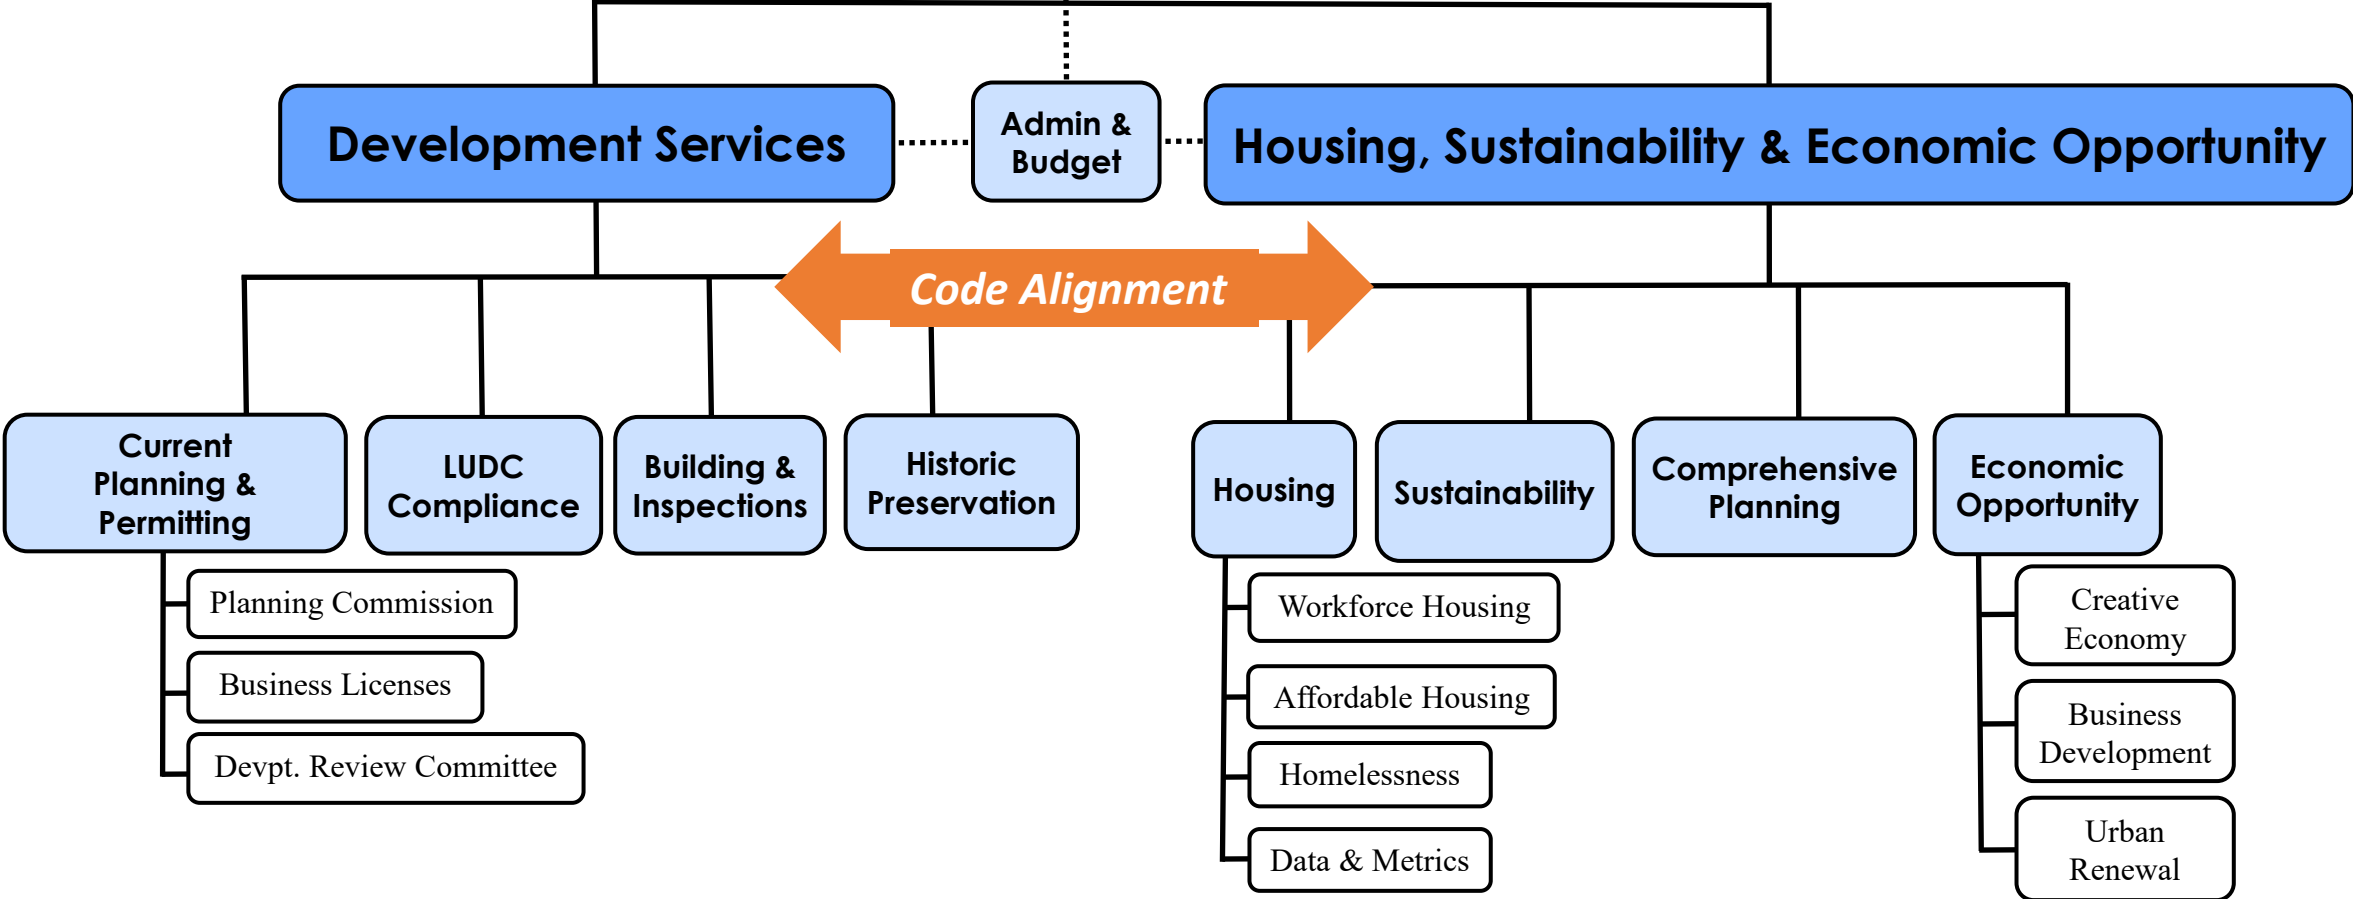 Development Services
Admin &
Budget
Housing, Sustainability & Economic Opportunity
Code Alignment
Current
Planning &
Permitting
LUDC
Compliance
Building &
Inspections
Historic
Preservation
Housing
Sustainability
Comprehensive
Planning
Economic
Opportunity
Planning Commission
Business Licenses
Devpt. Review Committee
Workforce Housing
Affordable Housing
Homelessness
Data & Metrics
Creative
Economy
Business
Development
Urban
Renewal